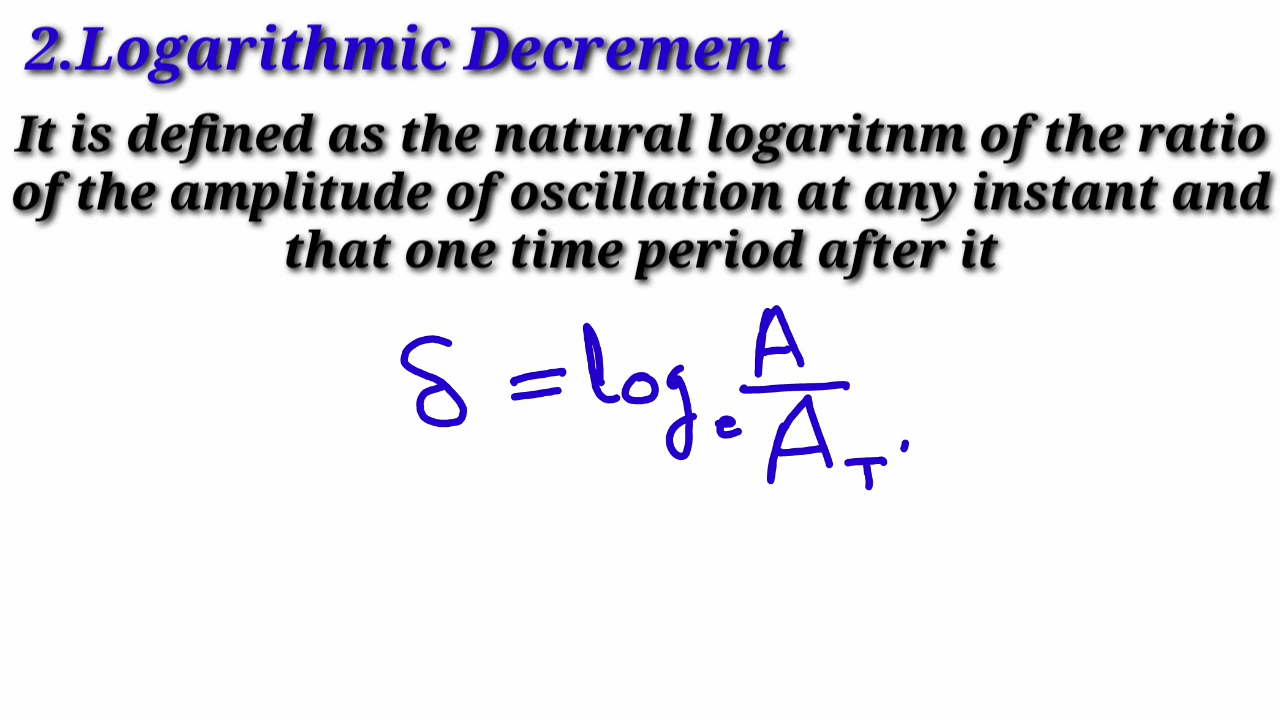 2.Logarithmic Decrement
It is defined as the natural logaritnm of the ratio
of the amplitude of oscillation at any instant and
that one time period after it
δ = logₑ A / A_T .